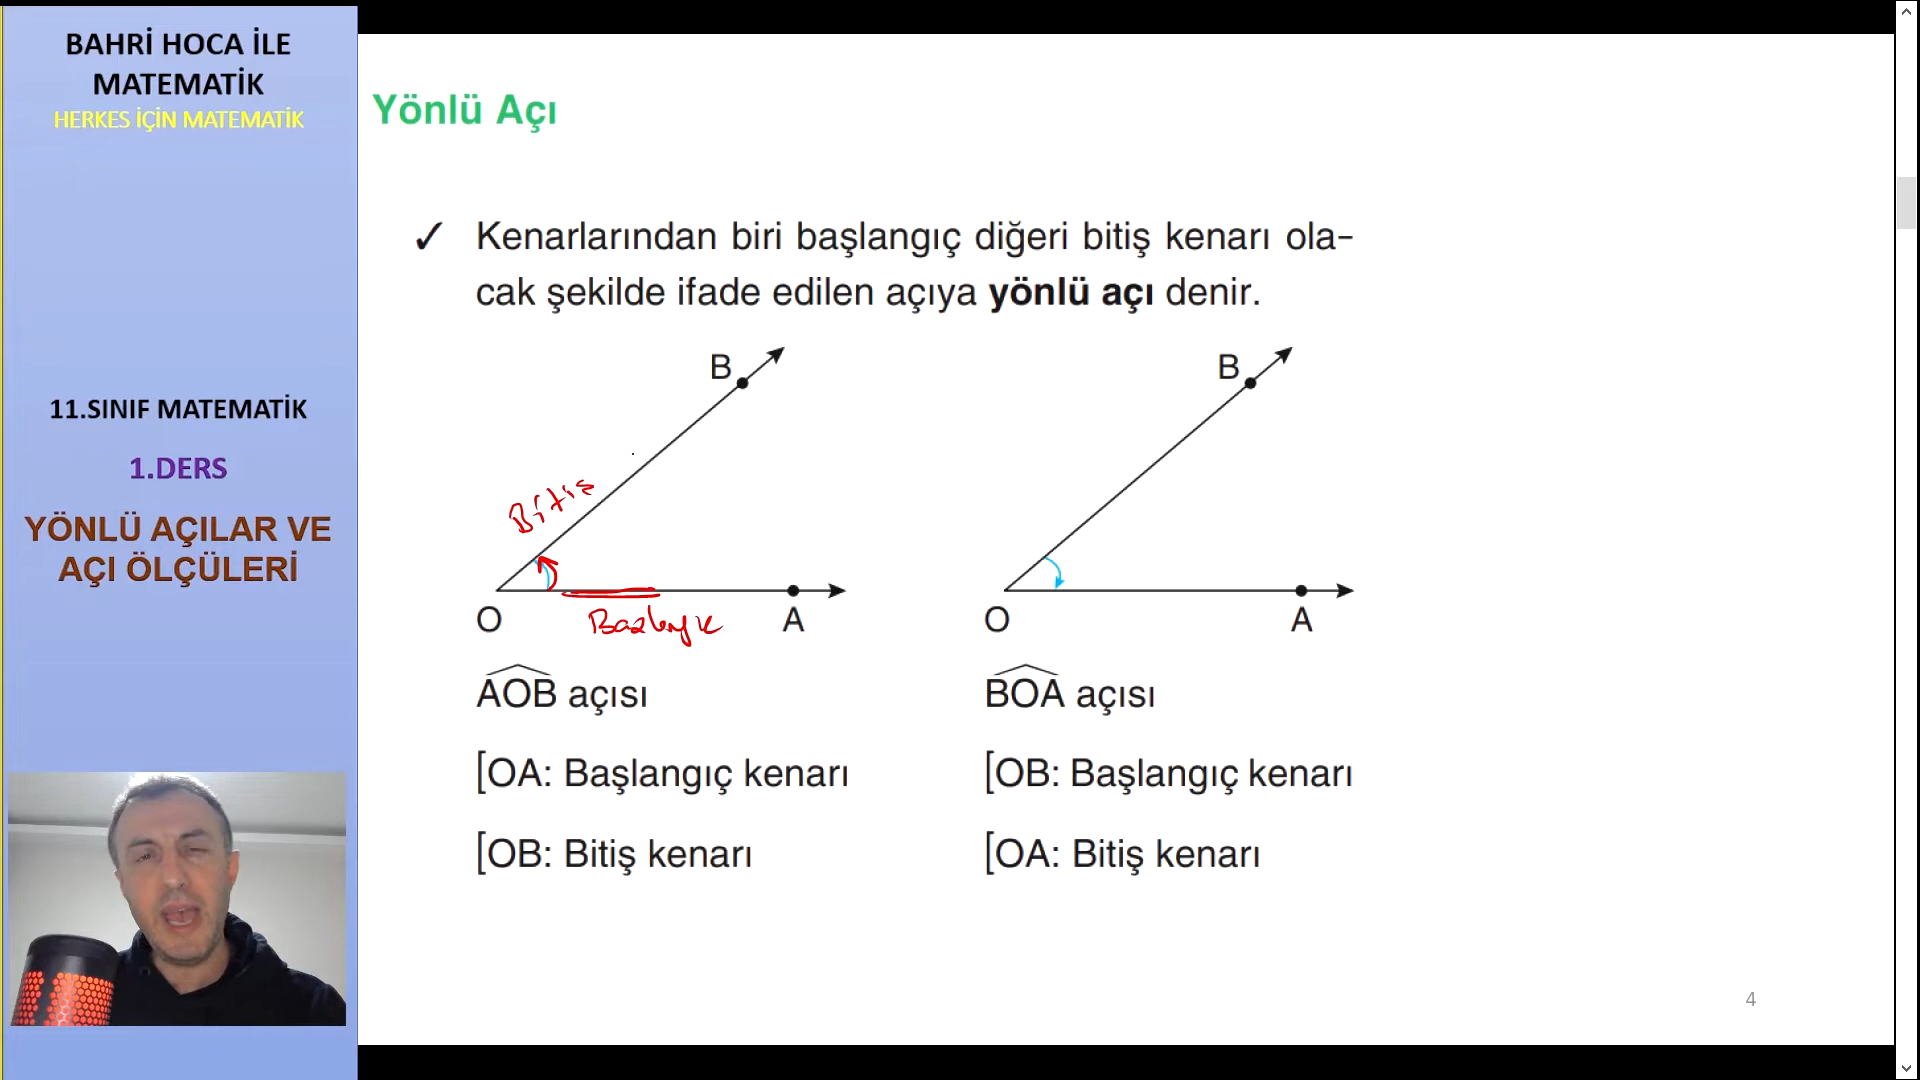 BAHRİ HOCA İLE
MATEMATİK
HERKES İÇİN MATEMATİK
11.SINIF MATEMATİK
1.DERS
YÖNLÜ AÇILAR VE
AÇI ÖLÇÜLERİ
Yönlü Açı
✓ Kenarlarından biri başlangıç diğeri bitiş kenarı ola-
cak şekilde ifade edilen açıya yönlü açı denir.
B
Bitiş
O
A
AOB açısı
[OA: Başlangıç kenarı
[OB: Bitiş kenarı
B
O
A
BOA açısı
[OB: Başlangıç kenarı
[OA: Bitiş kenarı
4